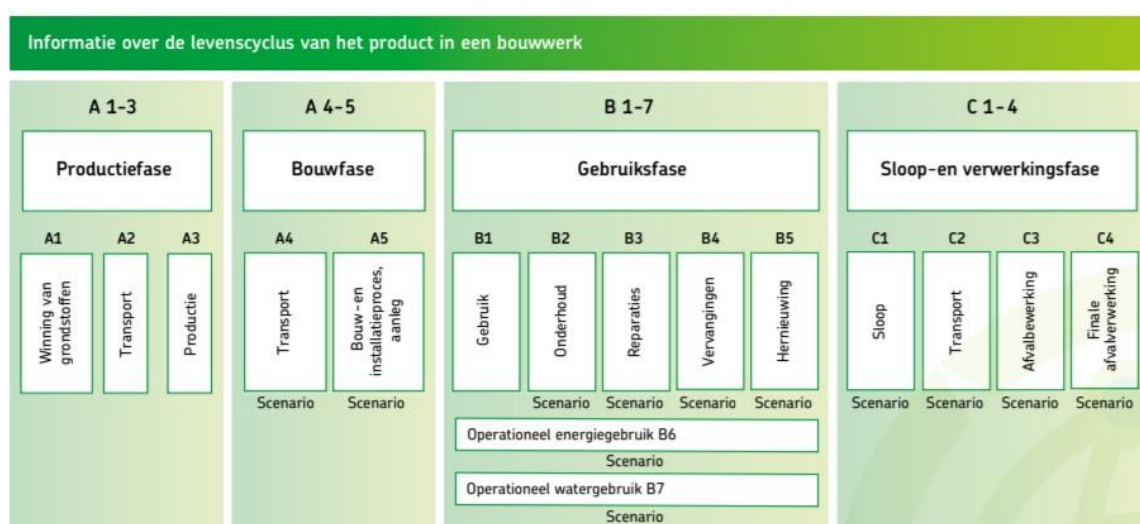 Informatie over de levenscyclus van het product in een bouwwerk
A 1-3
Productiefase
A1
A2
A3
Winning van
grondstoffen
Transport
Productie
A 4-5
Bouwfase
A4
A5
Transport
Bouw- en
installatieproces,
aanleg
Scenario
Scenario
B 1-7
Gebruiksfase
B1
B2
B3
B4
B5
Gebruik
Onderhoud
Reparaties
Vervangingen
Hernieuwing
Scenario
Scenario
Scenario
Scenario
Operationeel energiegebruik B6
Scenario
Operationeel watergebruik B7
Scenario
C 1-4
Sloop-en verwerkingsfase
C1
C2
C3
C4
Sloop
Transport
Afvalbewerking
Finale
afvalverwerking
Scenario
Scenario
Scenario
Scenario